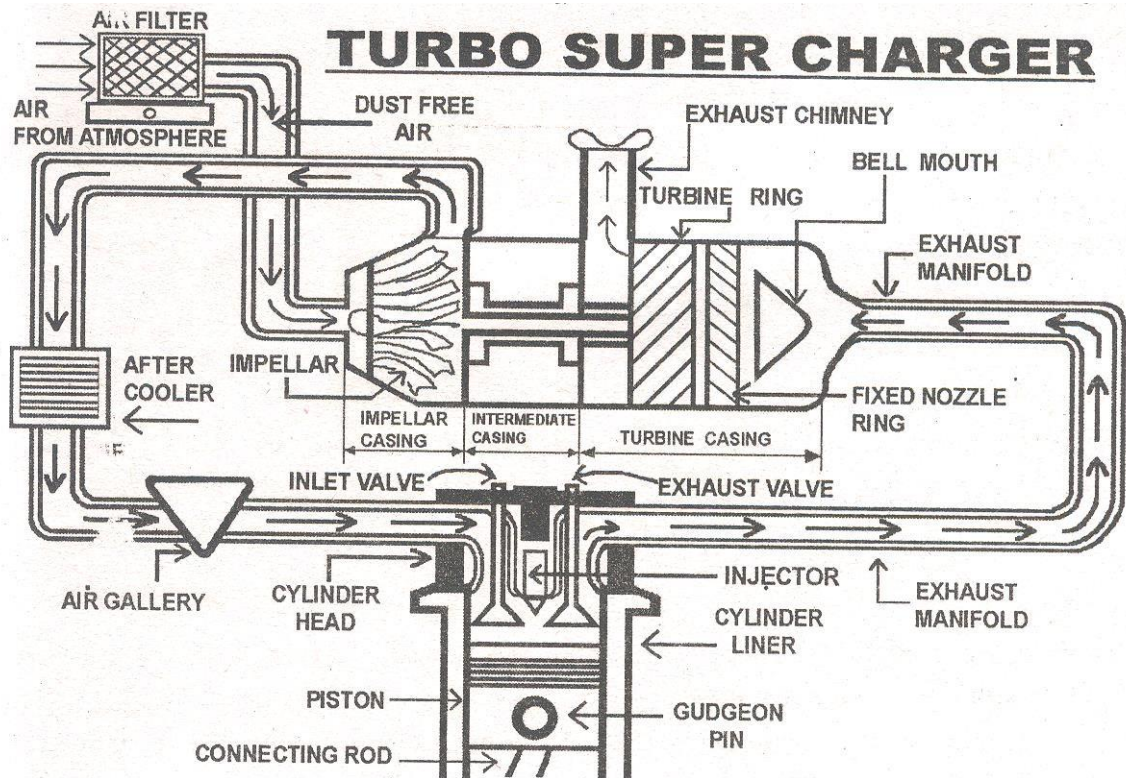 AIR FILTER
TURBO SUPER CHARGER
AIR
FROM ATMOSPHERE
DUST FREE
AIR
EXHAUST CHIMNEY
BELL MOUTH
TURBINE RING
EXHAUST
MANIFOLD
AFTER
COOLER
IMPELLAR
IMPELLAR
CASING
INTERMEDIATE
CASING
TURBINE CASING
FIXED NOZZLE
RING
INLET VALVE
EXHAUST VALVE
AIR GALLERY
CYLINDER
HEAD
INJECTOR
EXHAUST
MANIFOLD
CYLINDER
LINER
PISTON
GUDGEON
PIN
CONNECTING ROD